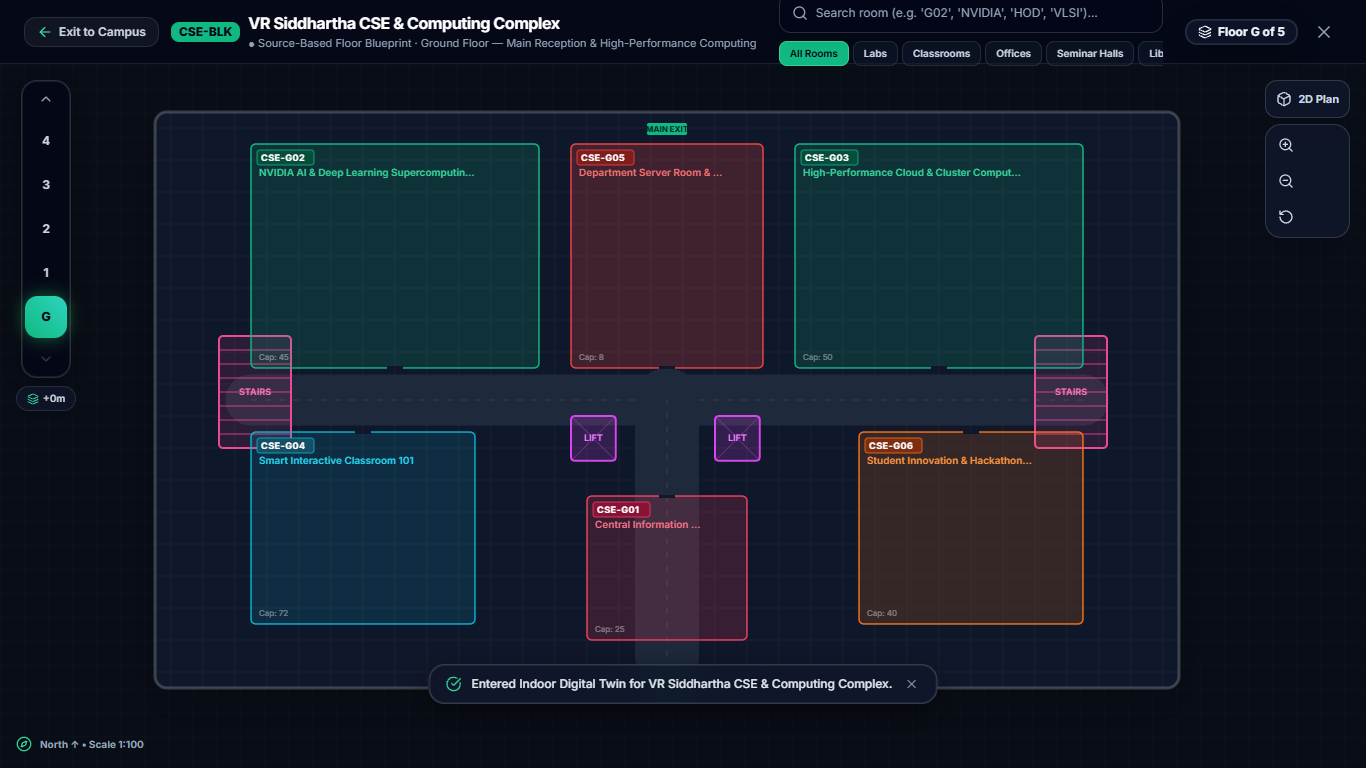 Exit to Campus
CSE-BLK
VR Siddhartha CSE & Computing Complex
● Source-Based Floor Blueprint · Ground Floor — Main Reception & High-Performance Computing
Search room (e.g. 'G02', 'NVIDIA', 'HOD', 'VLSI')...
All Rooms
Labs
Classrooms
Offices
Seminar Halls
Lib
Floor G of 5
4
3
2
1
G
+0m
2D Plan
MAIN EXIT
CSE-G02
NVIDIA AI & Deep Learning Supercomputin...
Cap: 45
CSE-G05
Department Server Room & ...
Cap: 8
CSE-G03
High-Performance Cloud & Cluster Comput...
Cap: 50
STAIRS
STAIRS
LIFT
LIFT
CSE-G04
Smart Interactive Classroom 101
Cap: 72
CSE-G01
Central Information ...
Cap: 25
CSE-G06
Student Innovation & Hackathon...
Cap: 40
Entered Indoor Digital Twin for VR Siddhartha CSE & Computing Complex.
North ↑ • Scale 1:100